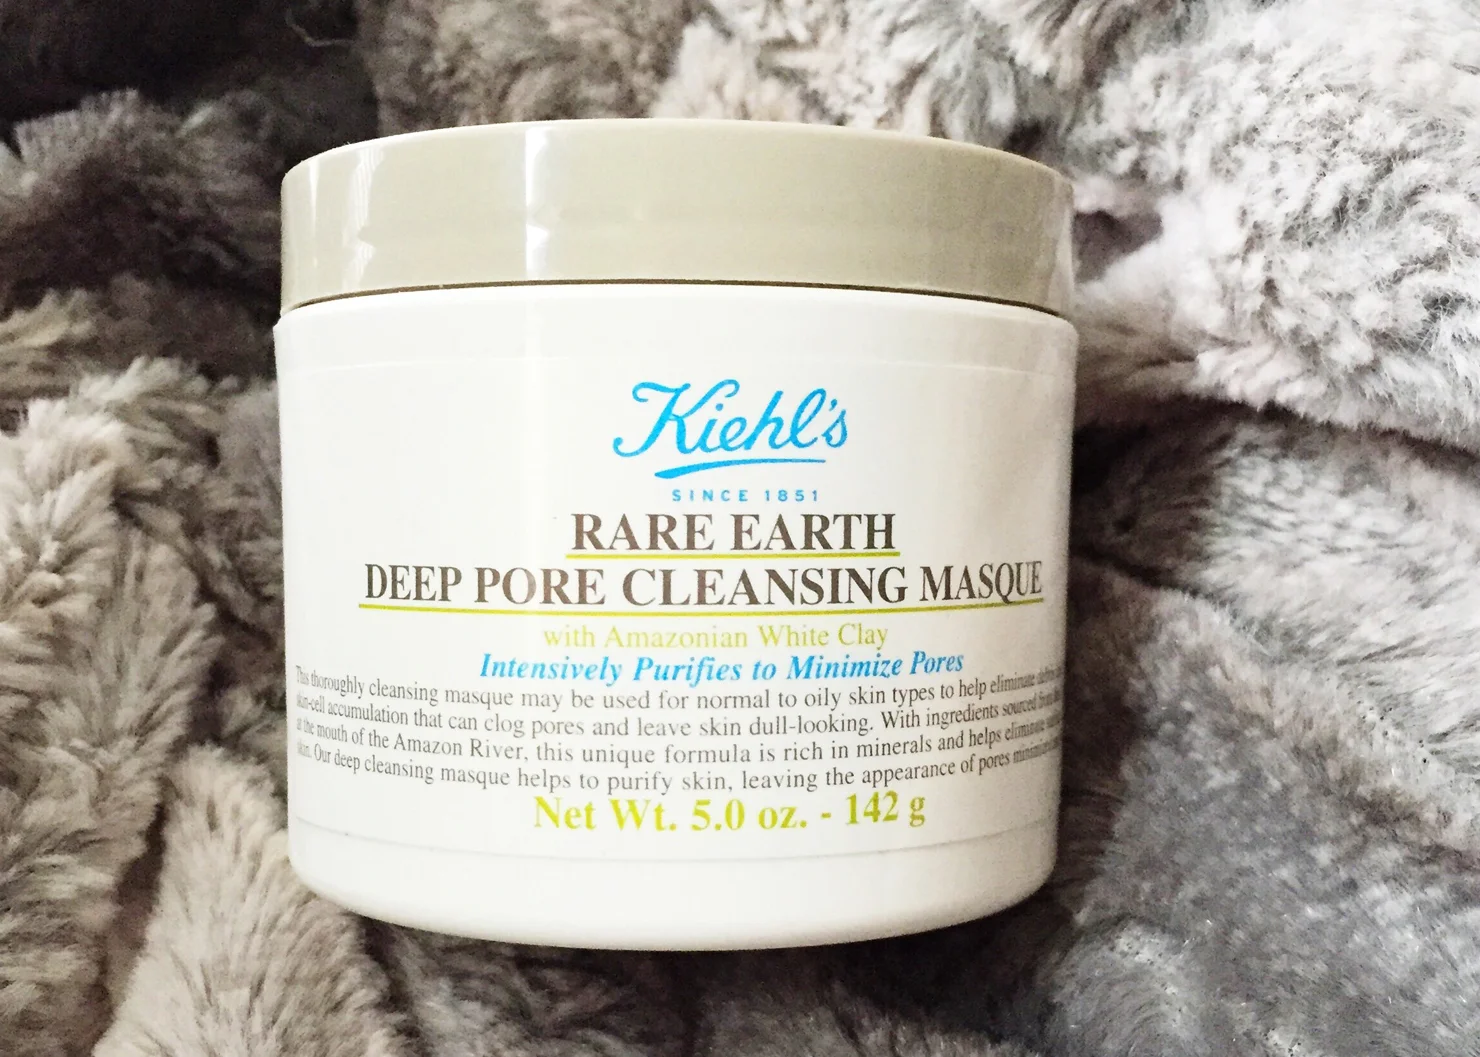 Kiehl's
SINCE 1851
RARE EARTH
DEEP PORE CLEANSING MASQUE
with Amazonian White Clay
Intensively Purifies to Minimize Pores
This thoroughly cleansing masque may be used for normal to oily skin types to help eliminate
skin-cell accumulation that can clog pores and leave skin dull-looking. With ingredients sourced from
at the mouth of the Amazon River, this unique formula is rich in minerals and helps eliminate
skin. Our deep cleansing masque helps to purify skin, leaving the appearance of pores
Net Wt. 5.0 oz. - 142 g